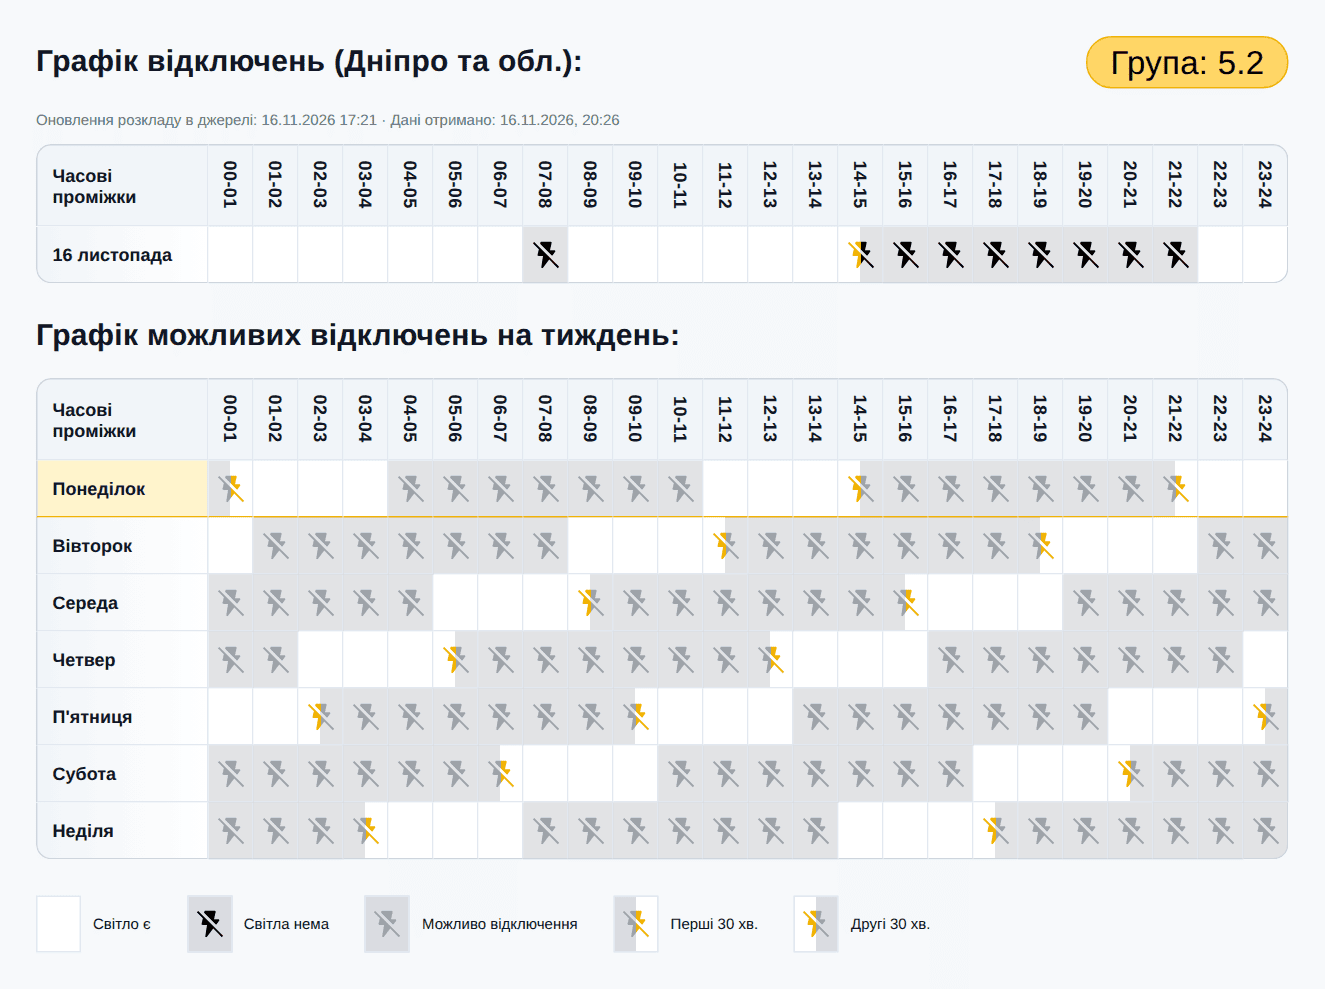 Графік відключень (Дніпро та обл.):
Група: 5.2
Оновлення розкладу в джерелі: 16.11.2026 17:21 · Дані отримано: 16.11.2026, 20:26
Часові проміжки 00-01 01-02 02-03 03-04 04-05 05-06 06-07 07-08 08-09 09-10 10-11 11-12 12-13 13-14 14-15 15-16 16-17 17-18 18-19 19-20 20-21 21-22 22-23 23-24
16 листопада
Графік можливих відключень на тиждень:
Часові проміжки 00-01 01-02 02-03 03-04 04-05 05-06 06-07 07-08 08-09 09-10 10-11 11-12 12-13 13-14 14-15 15-16 16-17 17-18 18-19 19-20 20-21 21-22 22-23 23-24
Понеділок
Вівторок
Середа
Четвер
П'ятниця
Субота
Неділя
Світло є Світла нема Можливо відключення Перші 30 хв. Другі 30 хв.